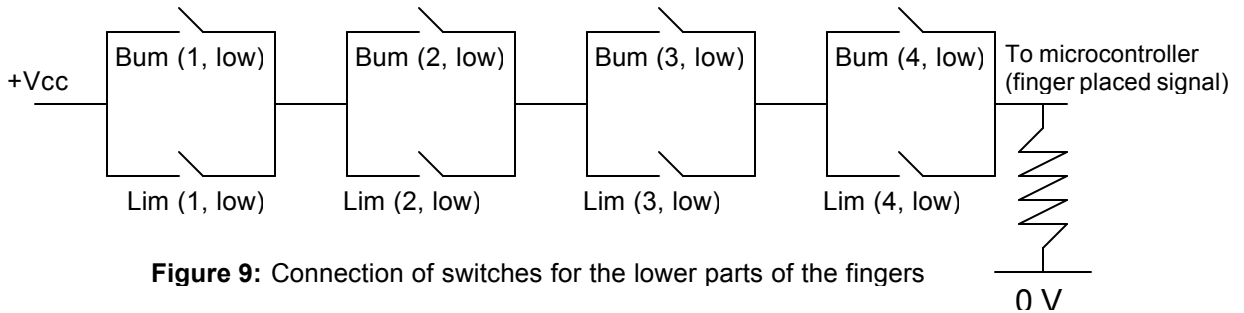 Bum (1, low) Bum (2, low) Bum (3, low) Bum (4, low)
To microcontroller
(finger placed signal)
+Vcc
Lim (1, low) Lim (2, low) Lim (3, low) Lim (4, low)
Figure 9: Connection of switches for the lower parts of the fingers
0 V